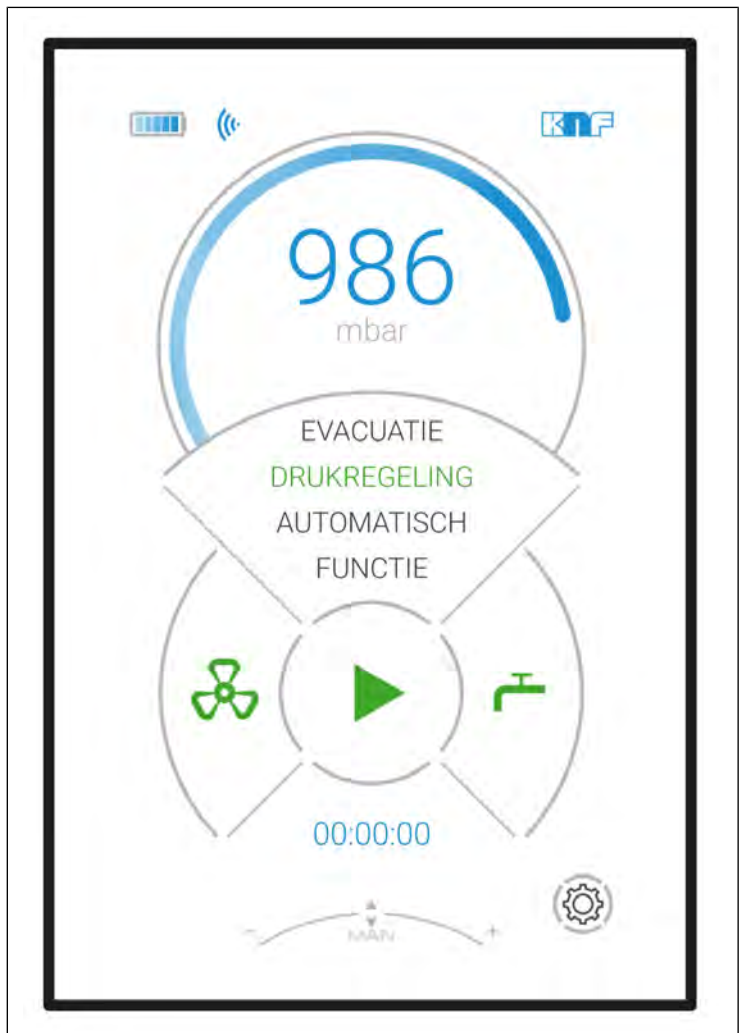 KNF
986
mbar
EVACUATIE
DRUKREGELING
AUTOMATISCH
FUNCTIE
00:00:00
- +
MAN